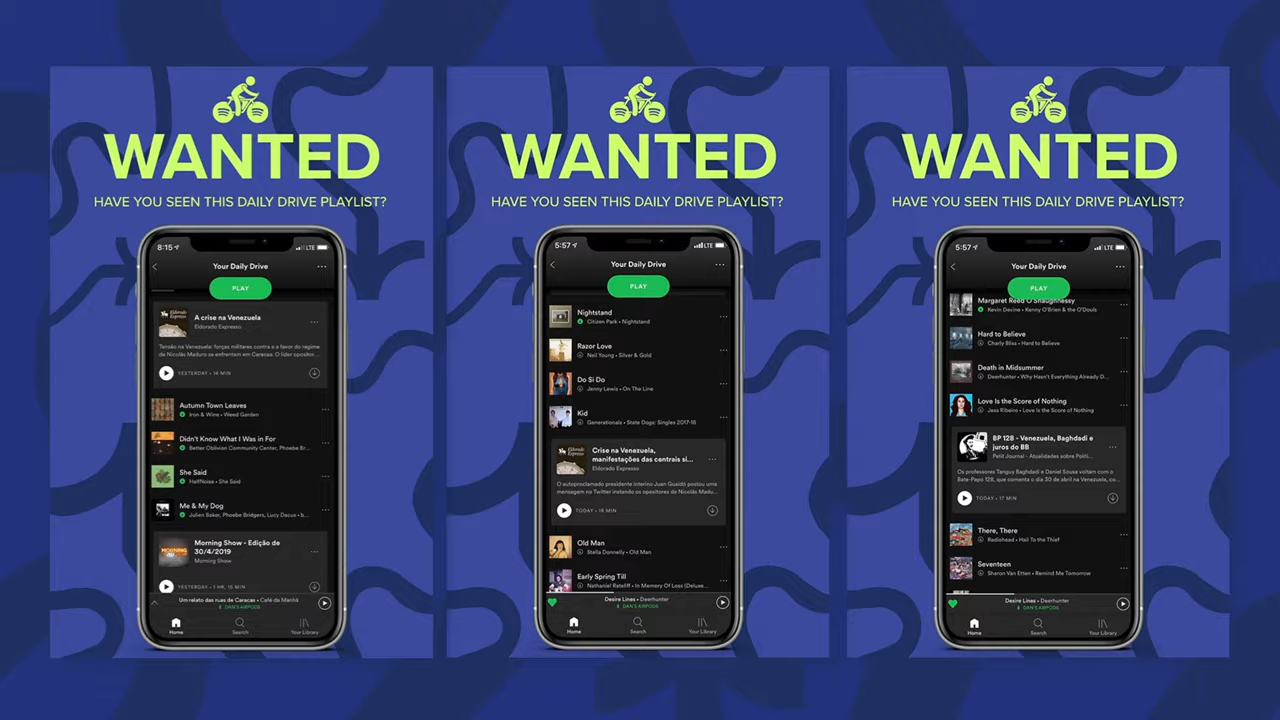 WANTED
HAVE YOU SEEN THIS DAILY DRIVE PLAYLIST?
8:15
LTE
Your Daily Drive
PLAY
Eldorado Expresso
A crise na Venezuela
Eldorado Expresso
Tensão na Venezuela: forças militares contra e a favor do regime
de Nicolás Maduro se enfrentam em Caracas. O líder opositor...
YESTERDAY • 14 MIN
Autumn Town Leaves
Iron & Wine • Weed Garden
Didn't Know What I Was in For
Better Oblivion Community Center, Phoebe Br...
She Said
HalfNoise • She Said
Me & My Dog
Julien Baker, Phoebe Bridgers, Lucy Dacus • b...
MORNING
Morning Show - Edição de
30/4/2019
Morning Show
YESTERDAY • 1 HR, 15 MIN
Um relato das ruas de Caracas • Café da Manhã
DAN'S AIRPODS
Home
Search
Your Library
WANTED
HAVE YOU SEEN THIS DAILY DRIVE PLAYLIST?
5:57
LTE
Your Daily Drive
PLAY
Nightstand
Citizen Park • Nightstand
Razor Love
Neil Young • Silver & Gold
Do Si Do
Jenny Lewis • On The Line
Kid
Generationals • State Dogs: Singles 2017-18
Eldorado Expresso
Crise na Venezuela,
manifestações das centrais si...
Eldorado Expresso
O autoproclamado presidente interino Juan Guaidó postou uma
mensagem no Twitter instando os opositores de Nicolás Madu...
TODAY • 18 MIN
Old Man
Stella Donnelly • Old Man
Early Spring Till
Nathaniel Rateliff • In Memory Of Loss (Deluxe...
Desire Lines • Deerhunter
DAN'S AIRPODS
Home
Search
Your Library
WANTED
HAVE YOU SEEN THIS DAILY DRIVE PLAYLIST?
5:57
LTE
Your Daily Drive
PLAY
Margaret Reed O'Shaughnessy
Kevin Devine • Kenny O'Brien & the O'Douls
Hard to Believe
Charly Bliss • Hard to Believe
Death in Midsummer
Deerhunter • Why Hasn't Everything Already D...
Love Is the Score of Nothing
Jess Ribeiro • Love Is the Score of Nothing
BP 128 - Venezuela, Baghdadi e
juros do BB
Petit Journal - Atualidades sobre Políti...
Os professores Tanguy Baghdadi e Daniel Sousa voltam com o
Bate-Papo 128, que comenta o dia 30 de abril na Venezuela, co...
TODAY • 17 MIN
There, There
Radiohead • Hail To the Thief
Seventeen
Sharon Van Etten • Remind Me Tomorrow
Desire Lines • Deerhunter
DAN'S AIRPODS
Home
Search
Your Library